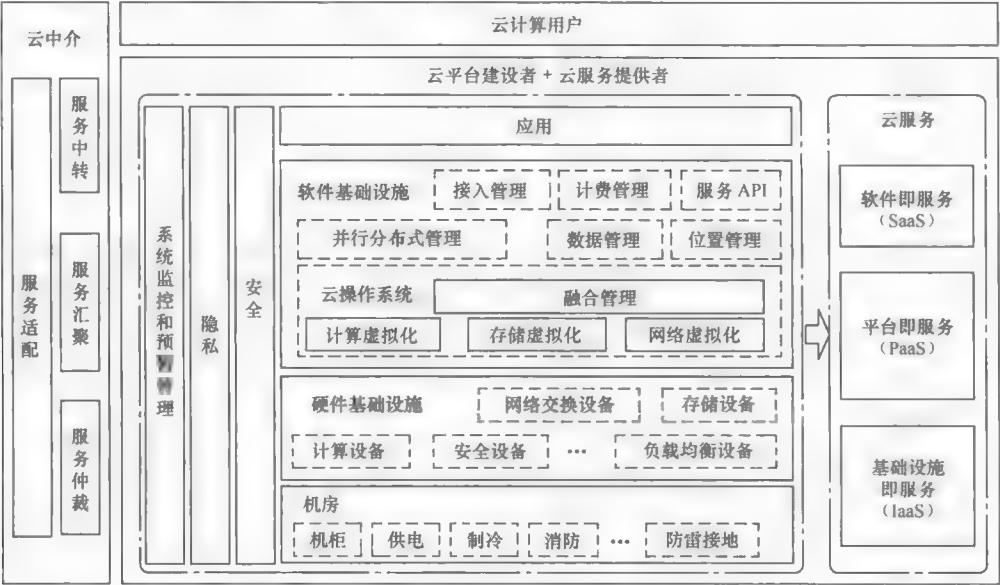 云中介
服务中转
服务汇聚
服务仲裁
服务适配
云计算用户
云平台建设者 + 云服务提供者
系统监控和预
理
隐私
安全
应用
软件基础设施
接入管理
计费管理
服务 API
并行分布式管理
数据管理
位置管理
云操作系统
融合管理
计算虚拟化
存储虚拟化
网络虚拟化
硬件基础设施
网络交换设备
存储设备
计算设备
安全设备
…
负载均衡设备
机房
机柜
供电
制冷
消防
…
防雷接地
云服务
软件即服务
（SaaS）
平台即服务
（PaaS）
基础设施
即服务
（IaaS）